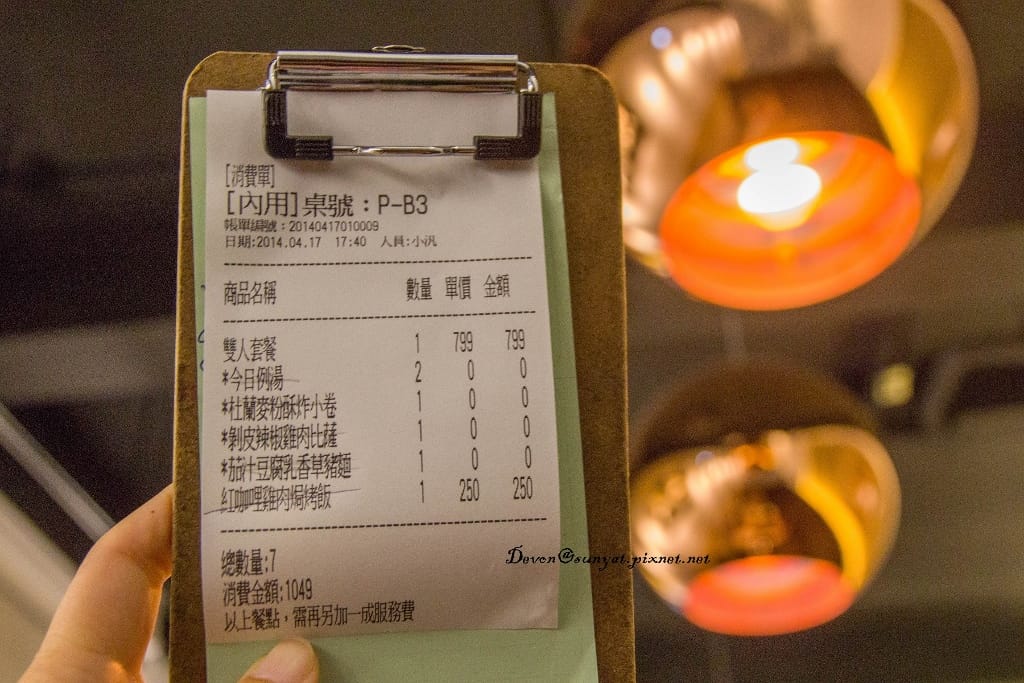 [消費單]
[內用]桌號：P-B3
帳單編號：20140417010009
日期:2014.04.17 17:40 人員:小汎
商品名稱 數量 單價 金額
雙人套餐 1 799 799
*今日例湯 2 0 0
*杜蘭麥粉酥炸小卷 1 0 0
*剝皮辣椒雞肉比薩 1 0 0
*茄汁豆腐乳香草豬麵 1 0 0
紅咖哩雞肉焗烤飯 1 250 250
總數量:7
消費金額:1049
以上餐點，需再另加一成服務費
Devon@sunyat.pixnet.net